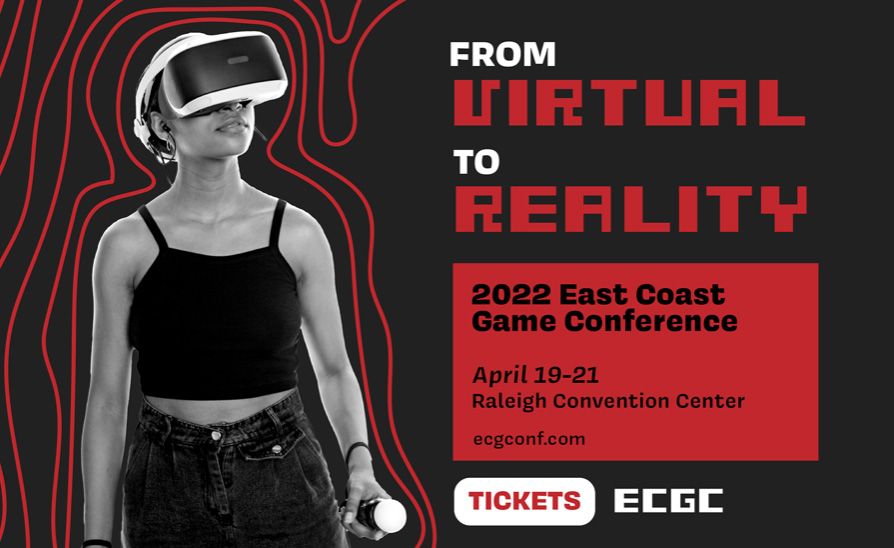 FROM
VIRTUAL
TO
REALITY
2022 East Coast
Game Conference
April 19-21
Raleigh Convention Center
ecgconf.com
TICKETS ECGC